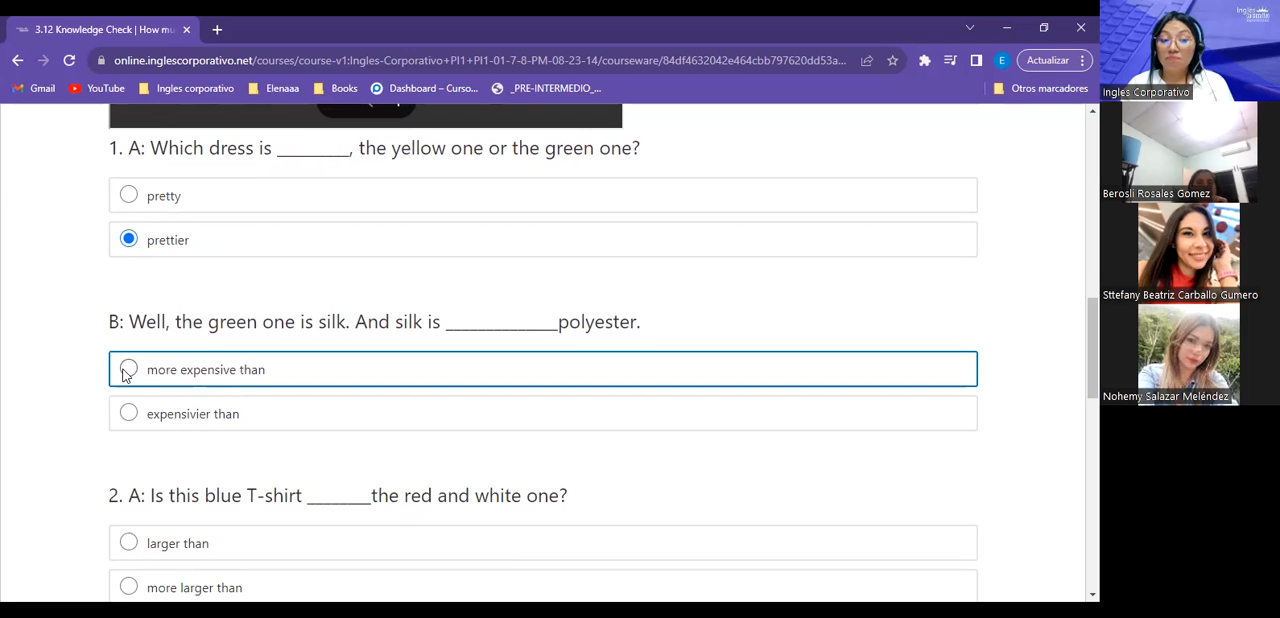 3.12 Knowledge Check | How mu
online.inglescorporativo.net/courses/course-v1:Ingles-Corporativo+PI1+PI1-01-7-8-PM-08-23-14/courseware/84df4632042e464cbb797620dd53a...
E
Actualizar
Gmail
YouTube
Ingles corporativo
Elenaaa
Books
Dashboard – Curso...
_PRE-INTERMEDIO_...
Otros marcadores
1. A: Which dress is _________, the yellow one or the green one?
pretty
prettier
B: Well, the green one is silk. And silk is ______________polyester.
more expensive than
expensivier than
2. A: Is this blue T-shirt ________the red and white one?
larger than
more larger than
Ingles Corporativo
Berosli Rosales Gomez
Sttefany Beatriz Carballo Gumero
Nohemy Salazar Meléndez